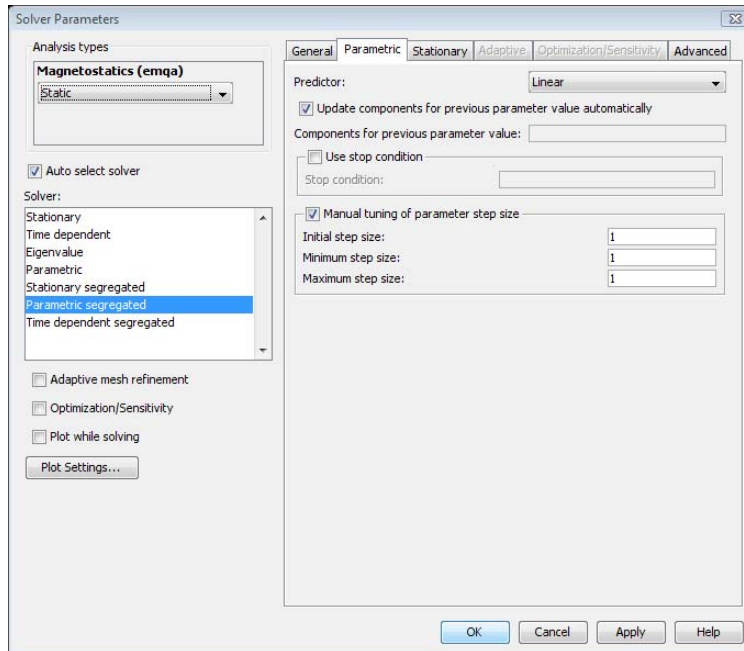 Solver Parameters
Analysis types
Magnetostatics (emqa)
Static
Auto select solver
Solver:
Stationary
Time dependent
Eigenvalue
Parametric
Stationary segregated
Parametric segregated
Time dependent segregated
Adaptive mesh refinement
Optimization/Sensitivity
Plot while solving
Plot Settings...
General Parametric Stationary Adaptive Optimization/Sensitivity Advanced
Predictor: Linear
Update components for previous parameter value automatically
Components for previous parameter value:
Use stop condition
Stop condition:
Manual tuning of parameter step size
Initial step size: 1
Minimum step size: 1
Maximum step size: 1
OK Cancel Apply Help